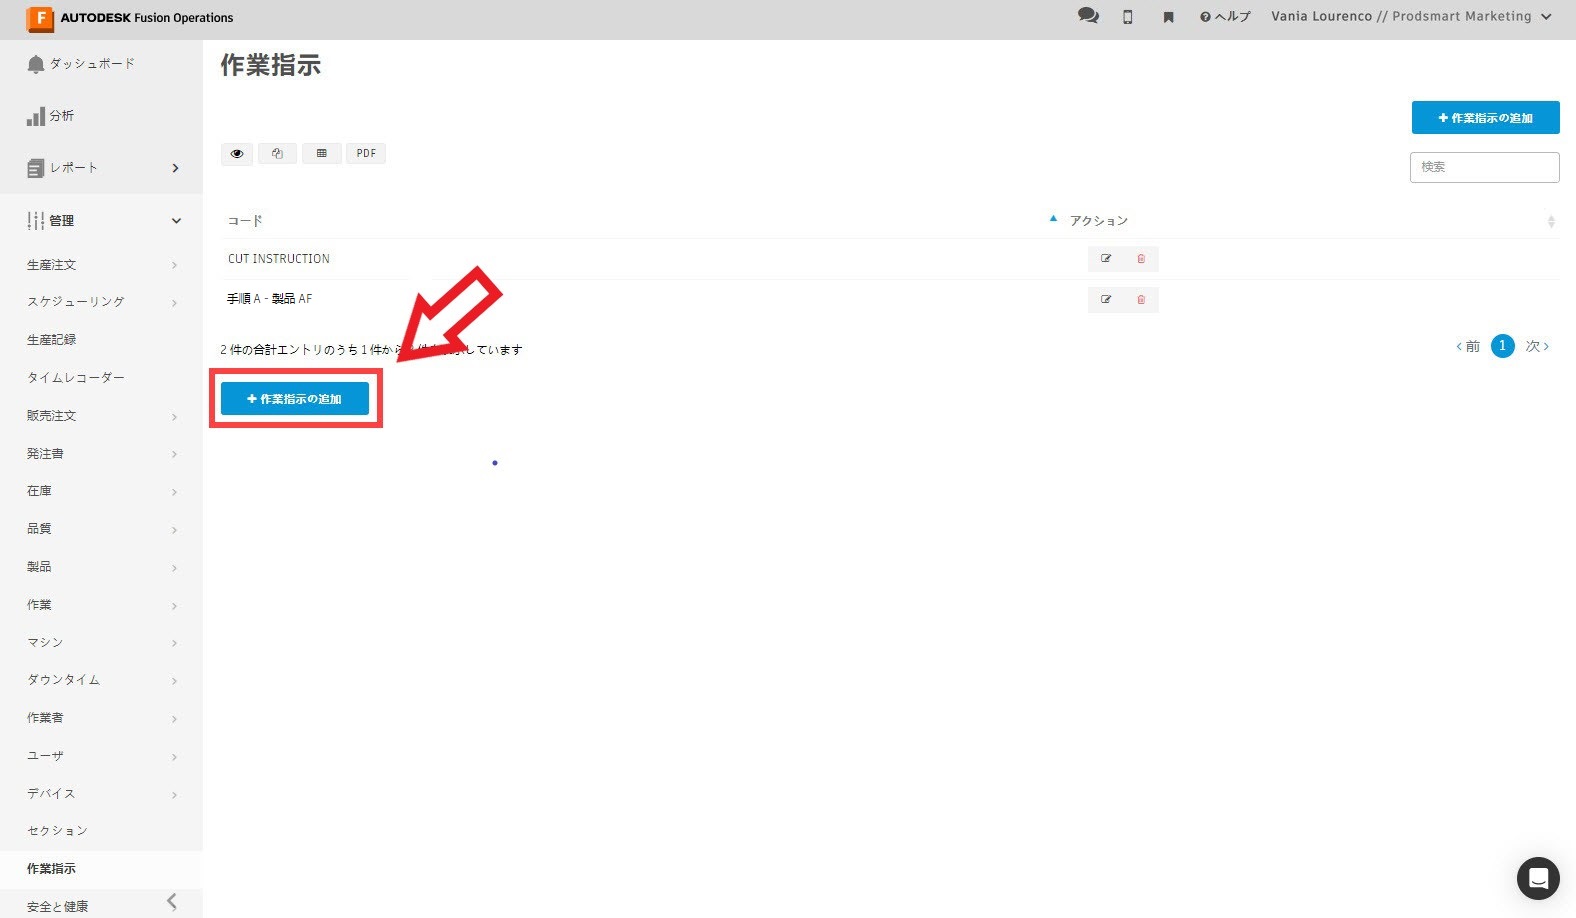 AUTODESK Fusion Operations
ヘルプ
Vania Lourenco // Prodsmart Marketing
ダッシュボード
分析
レポート
管理
生産注文
スケジューリング
生産記録
タイムレコーダー
販売注文
発注書
在庫
品質
製品
作業
マシン
ダウンタイム
作業者
ユーザ
デバイス
セクション
作業指示
安全と健康
作業指示
+ 作業指示の追加
PDF
検索
コード
アクション
CUT INSTRUCTION
手順 A - 製品 AF
2 件の合計エントリのうち 1 件から しています
前 1 次
+ 作業指示の追加